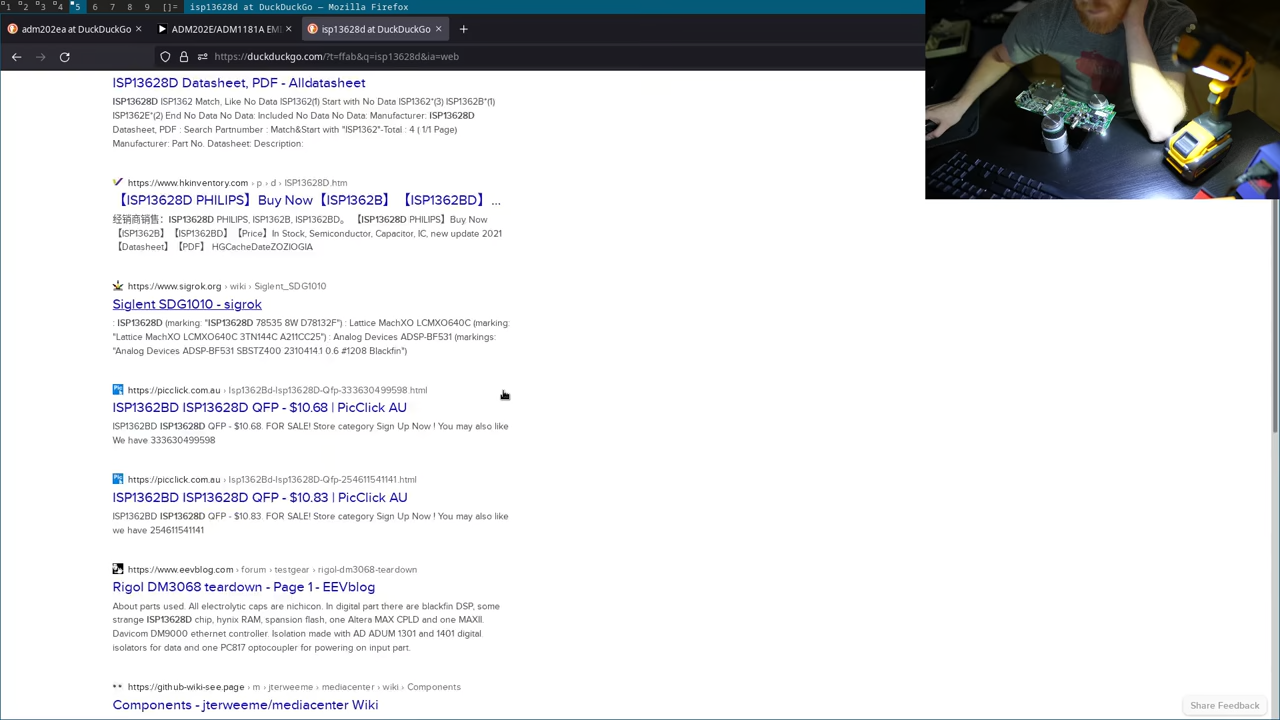 1 2 3 4 5 6 7 8 9 []= isp13628d at DuckDuckGo — Mozilla Firefox
adm202ea at DuckDuckGo × ADM202E/ADM1181A EMI × isp13628d at DuckDuckGo × +
https://duckduckgo.com/?t=ffab&q=isp13628d&ia=web
ISP13628D Datasheet, PDF - Alldatasheet
ISP13628D ISP1362 Match, Like No Data ISP1362(1) Start with No Data ISP1362*(3) ISP1362B*(1)
ISP1362E*(2) End No Data No Data: Included No Data No Data: Manufacturer: ISP13628D
Datasheet, PDF : Search Partnumber : Match&Start with "ISP1362"-Total : 4 ( 1/1 Page)
Manufacturer: Part No. Datasheet: Description:
https://www.hkinventory.com › p › d › ISP13628D.htm
【ISP13628D PHILIPS】Buy Now【ISP1362B】【ISP1362BD】...
经销商销售：ISP13628D PHILIPS, ISP1362B, ISP1362BD。【ISP13628D PHILIPS】Buy Now
【ISP1362B】【ISP1362BD】【Price】In Stock, Semiconductor, Capacitor, IC, new update 2021
【Datasheet】【PDF】HGCacheDateZOZIOGIA
https://www.sigrok.org › wiki › Siglent_SDG1010
Siglent SDG1010 - sigrok
: ISP13628D (marking: "ISP13628D 78535 8W D78132F") : Lattice MachXO LCMXO640C (marking:
"Lattice MachXO LCMXO640C 3TN144C A211CC25") : Analog Devices ADSP-BF531 (markings:
"Analog Devices ADSP-BF531 SBSTZ400 2310414.1 0.6 #1208 Blackfin")
https://picclick.com.au › Isp1362Bd-Isp13628D-Qfp-333630499598.html
ISP1362BD ISP13628D QFP - $10.68 | PicClick AU
ISP1362BD ISP13628D QFP - $10.68. FOR SALE! Store category Sign Up Now ! You may also like
We have 333630499598
https://picclick.com.au › Isp1362Bd-Isp13628D-Qfp-254611541141.html
ISP1362BD ISP13628D QFP - $10.83 | PicClick AU
ISP1362BD ISP13628D QFP - $10.83. FOR SALE! Store category Sign Up Now ! You may also like
we have 254611541141
https://www.eevblog.com › forum › testgear › rigol-dm3068-teardown
Rigol DM3068 teardown - Page 1 - EEVblog
About parts used. All electrolytic caps are nichicon. In digital part there are blackfin DSP, some
strange ISP13628D chip, hynix RAM, spansion flash, one Altera MAX CPLD and one MAXII.
Davicom DM9000 ethernet controller. Isolation made with AD ADUM 1301 and 1401 digital
isolators for data and one PC817 optocoupler for powering on input part.
https://github-wiki-see.page › m › jterweeme › mediacenter › wiki › Components
Components - jterweeme/mediacenter Wiki
Share Feedback